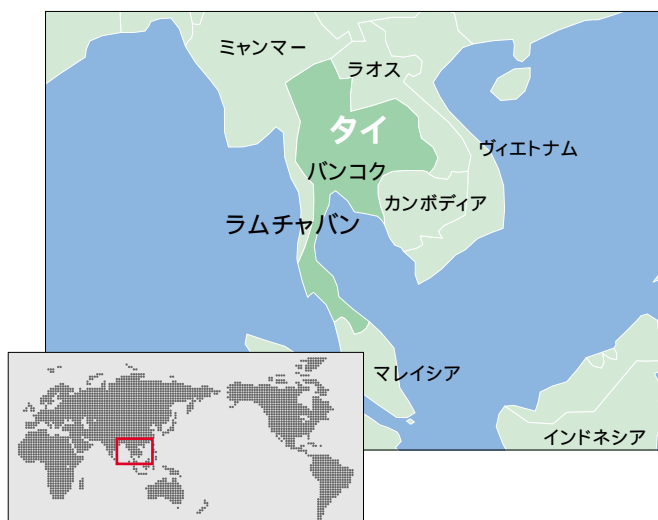 ミャンマー
ラオス
タイ
ヴィエトナム
バンコク
カンボディア
ラムチャバン
マレイシア
インドネシア